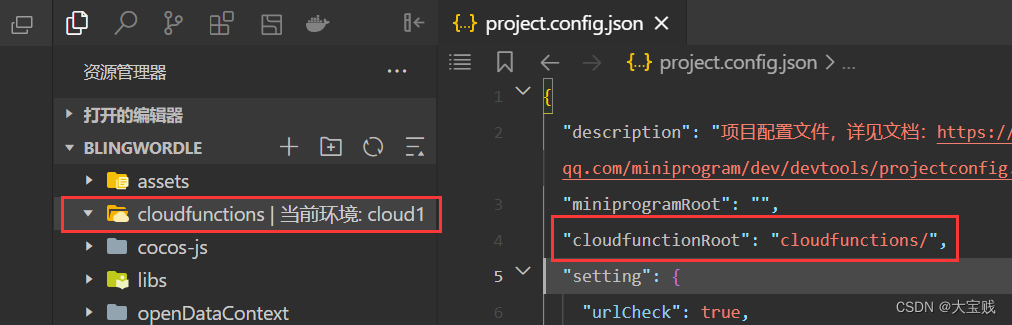 资源管理器
打开的编辑器
BLINGWORDLE
assets
cloudfunctions | 当前环境: cloud1
cocos-js
libs
openDataContext
{..} project.config.json
{..} project.config.json > ...
1 {
2 "description": "项目配置文件，详见文档：https://
qq.com/miniprogram/dev/devtools/projectconfig.
3 "miniprogramRoot": "",
4 "cloudfunctionRoot": "cloudfunctions/",
5 "setting": {
6 "urlCheck": true,
CSDN @大宝贱